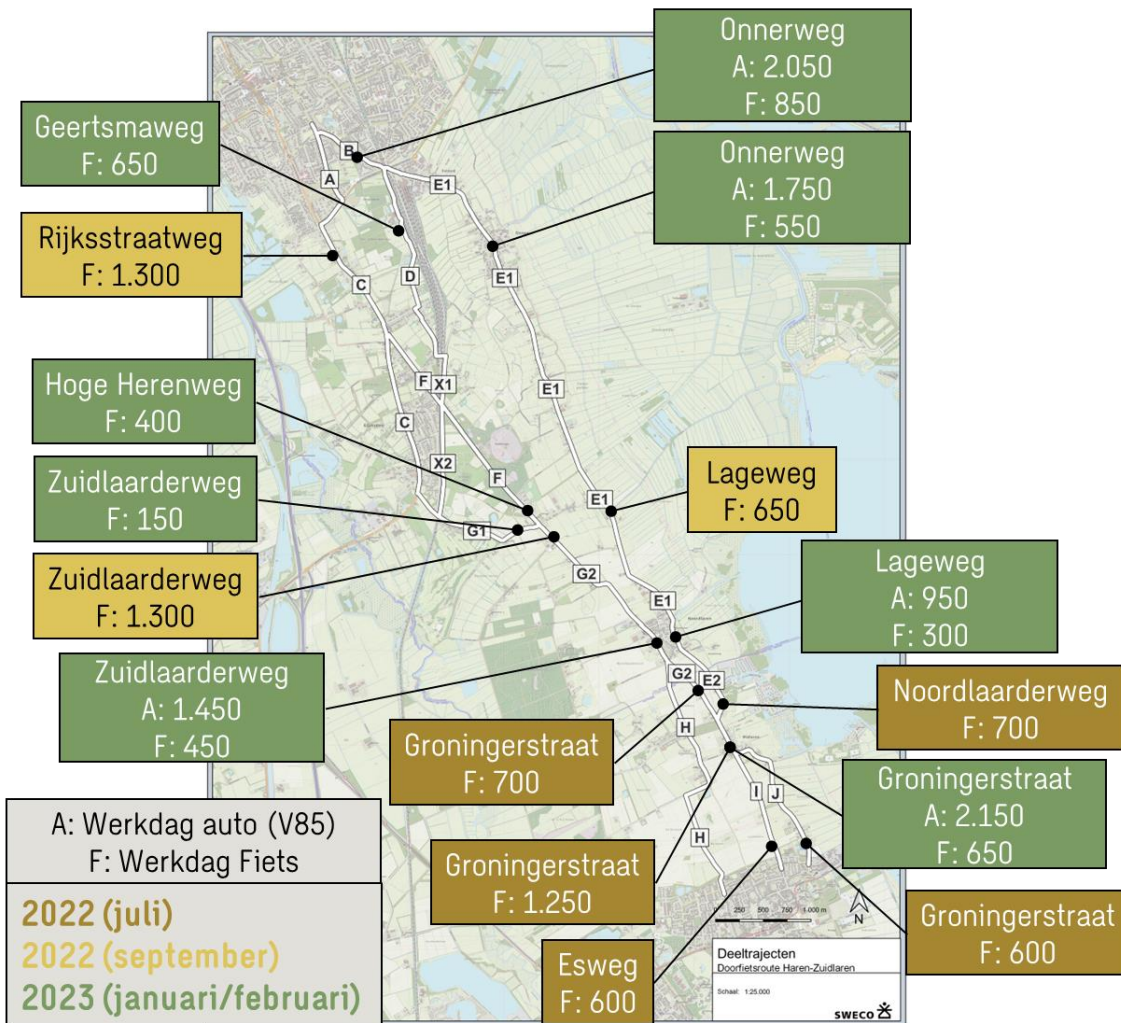 Onnerweg
A: 2.050
F: 850
Geertsmaweg
F: 650
Onnerweg
A: 1.750
F: 550
Rijksstraatweg
F: 1.300
Hoge Herenweg
F: 400
Zuidlaarderweg
F: 150
Lageweg
F: 650
Zuidlaarderweg
F: 1.300
Lageweg
A: 950
F: 300
Zuidlaarderweg
A: 1.450
F: 450
Noordlaarderweg
F: 700
Groningerstraat
F: 700
Groningerstraat
A: 2.150
F: 650
Groningerstraat
F: 1.250
Groningerstraat
F: 600
Esweg
F: 600
B
A
E1
E1
C
D
F
X1
E1
C
X2
F
E1
G1
G2
E1
G2
E2
H
I
J
H
A: Werkdag auto (V85)
F: Werkdag Fiets
2022 (juli)
2022 (september)
2023 (januari/februari)
250 500 750 1.000 m
N
Deeltrajecten
Doorfietsroute Haren-Zuidlaren
Schaal: 1:25.000
SWECO